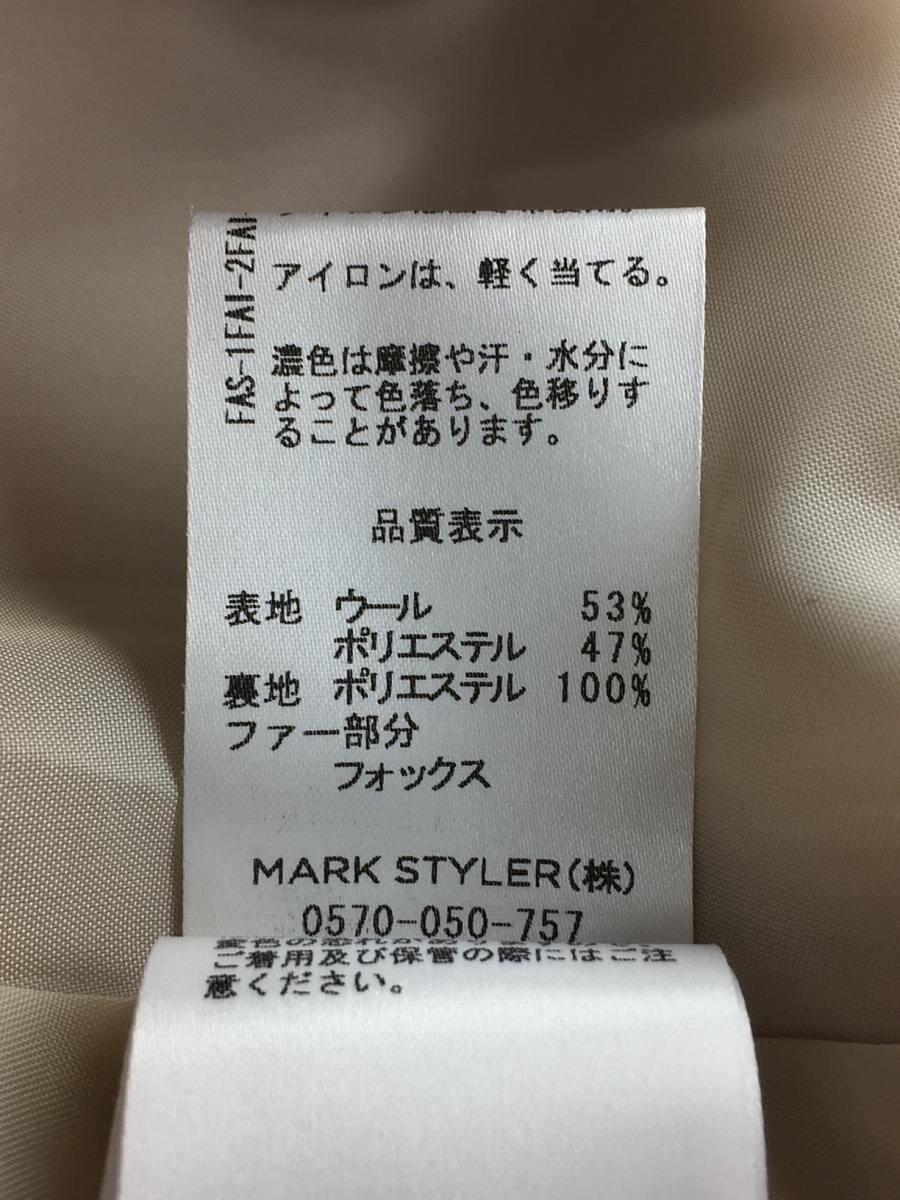 FAS-1FAI-2FAI
アイロンは、軽く当てる。
濃色は摩擦や汗・水分に
よって色落ち、色移りす
ることがあります。
品質表示
表地 ウール 53%
ポリエステル 47%
裏地 ポリエステル 100%
ファー部分
フォックス
MARK STYLER(株)
0570-050-757
ご着用及び保管の際にはご注
意ください。